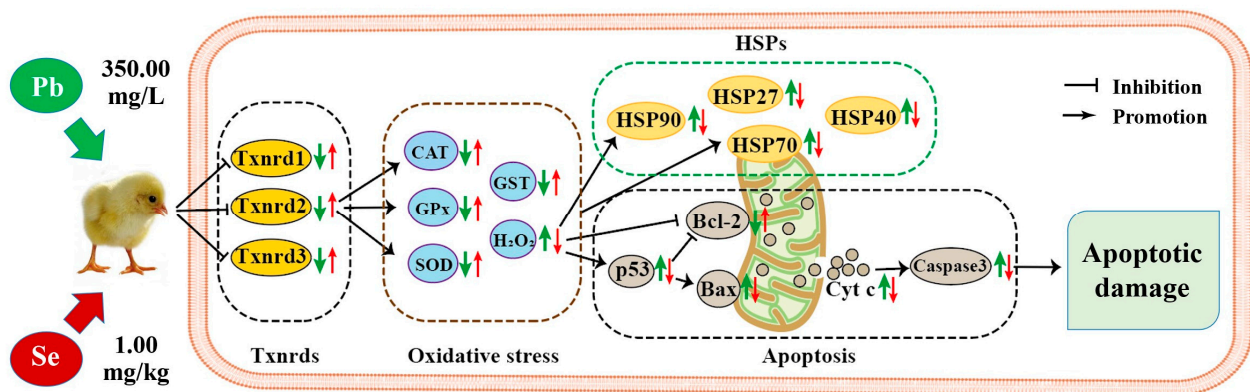 HSPs
Pb
350.00
mg/L
HSP27
HSP90
HSP40
HSP70
Inhibition
Promotion
Txnrd1
Txnrd2
Txnrd3
CAT
GST
GPx
H₂O₂
SOD
Bcl-2
p53
Bax
Cyt c
Caspase3
Apoptotic
damage
Se
1.00
mg/kg
Txnrds
Oxidative stress
Apoptosis